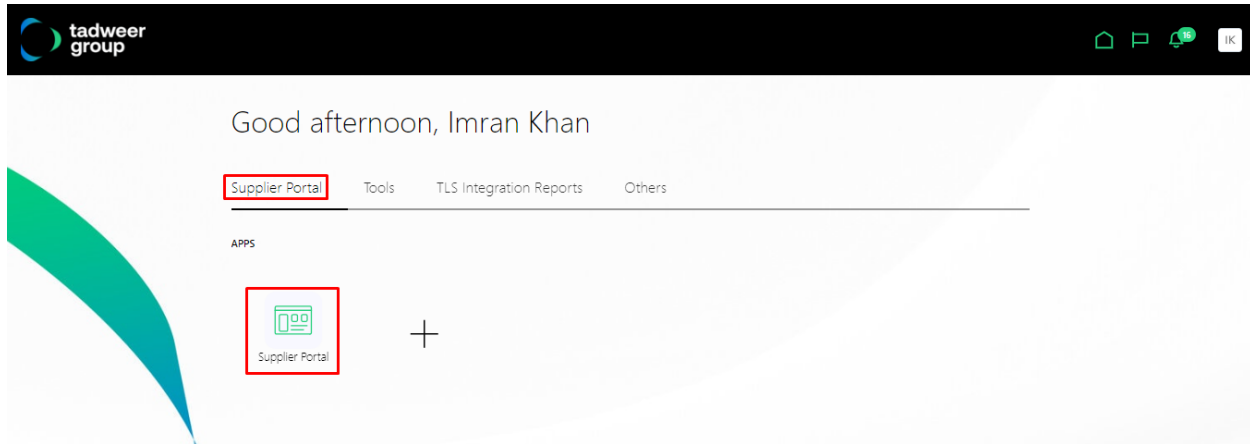 tadweer
group
16
IK
Good afternoon, Imran Khan
Supplier Portal
Tools
TLS Integration Reports
Others
APPS
Supplier Portal